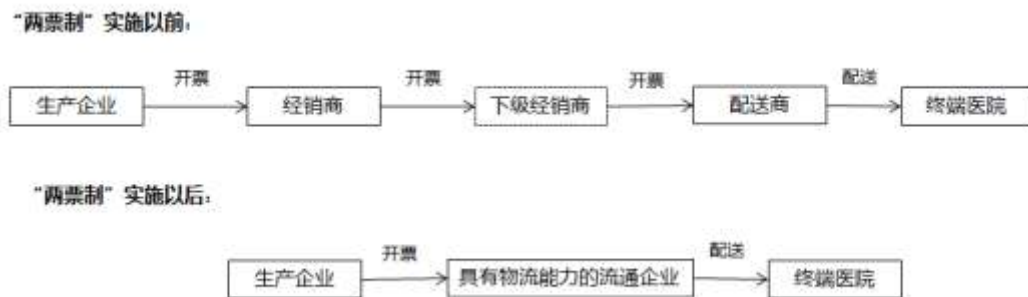 “两票制”实施以前：
开票 开票 开票 配送
生产企业 经销商 下级经销商 配送商 终端医院
“两票制”实施以后：
开票 配送
生产企业 具有物流能力的流通企业 终端医院